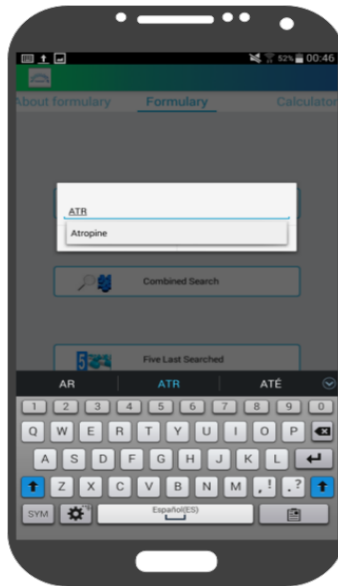 52% 00:46
About formulary Formulary Calculator
ATR
Atropine
Combined Search
5
Five Last Searched
AR ATR ATÉ
1 2 3 4 5 6 7 8 9 0
Q W E R T Y U I O P
A S D F G H J K L
Z X C V B N M , ! . ?
SYM Español(ES)